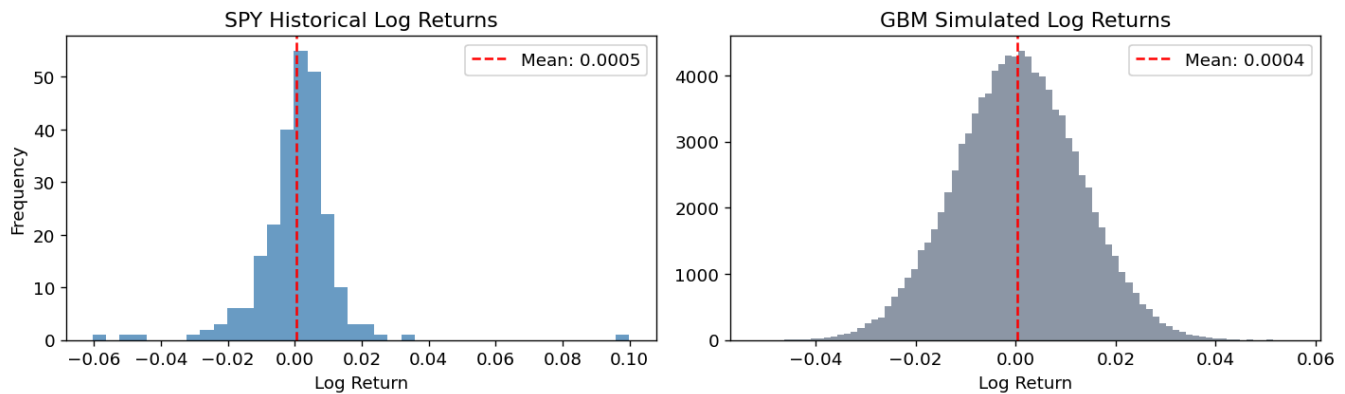 SPY Historical Log Returns
Mean: 0.0005
Frequency
50
40
30
20
10
0
−0.06 −0.04 −0.02 0.00 0.02 0.04 0.06 0.08 0.10
Log Return
GBM Simulated Log Returns
Mean: 0.0004
4000
3000
2000
1000
0
−0.04 −0.02 0.00 0.02 0.04 0.06
Log Return